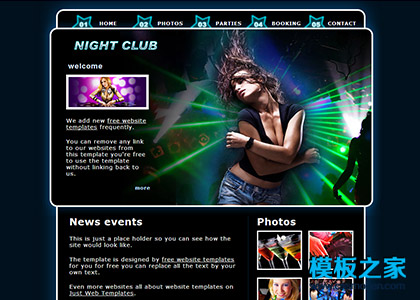 01 HOME 02 PHOTOS 03 PARTIES 04 BOOKING 05 CONTACT
NIGHT CLUB
welcome
We add new free website
templates frequently.
You can remove any link
to our websites from
this template you're free
to use the template
without linking back to
us.
more
News events
This is just a place holder so you can see how the
site would look like.
The template is designed by free website templates
for you for free you can replace all the text by your
own text.
Even more websites all about website templates on
Just Web Templates.
Photos
模板之家